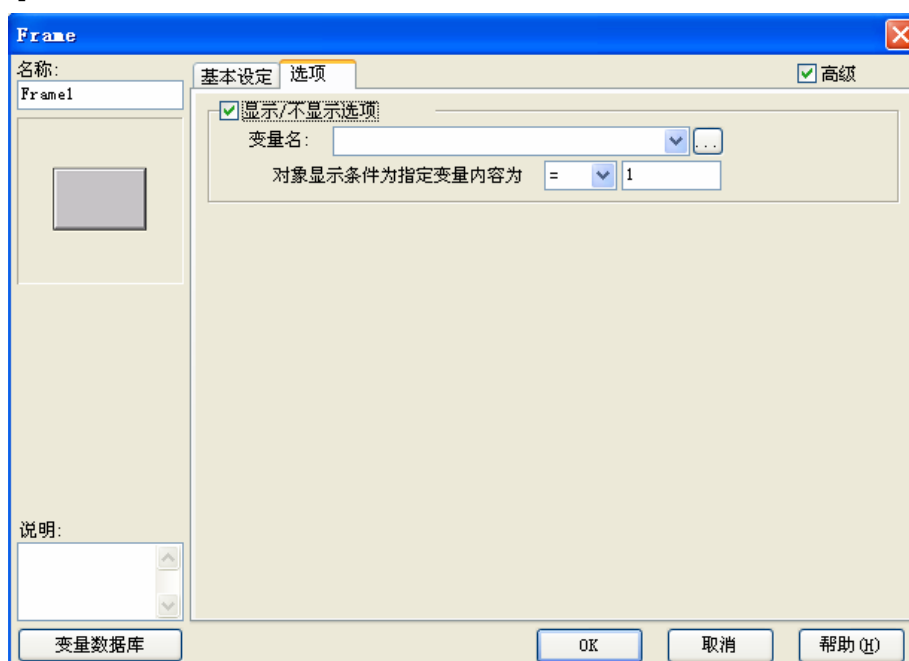 Frame
名称:
Frame1
基本设定 选项
高级
显示/不显示选项
变量名: ...
对象显示条件为指定变量内容为 = 1
说明:
变量数据库 OK 取消 帮助(H)